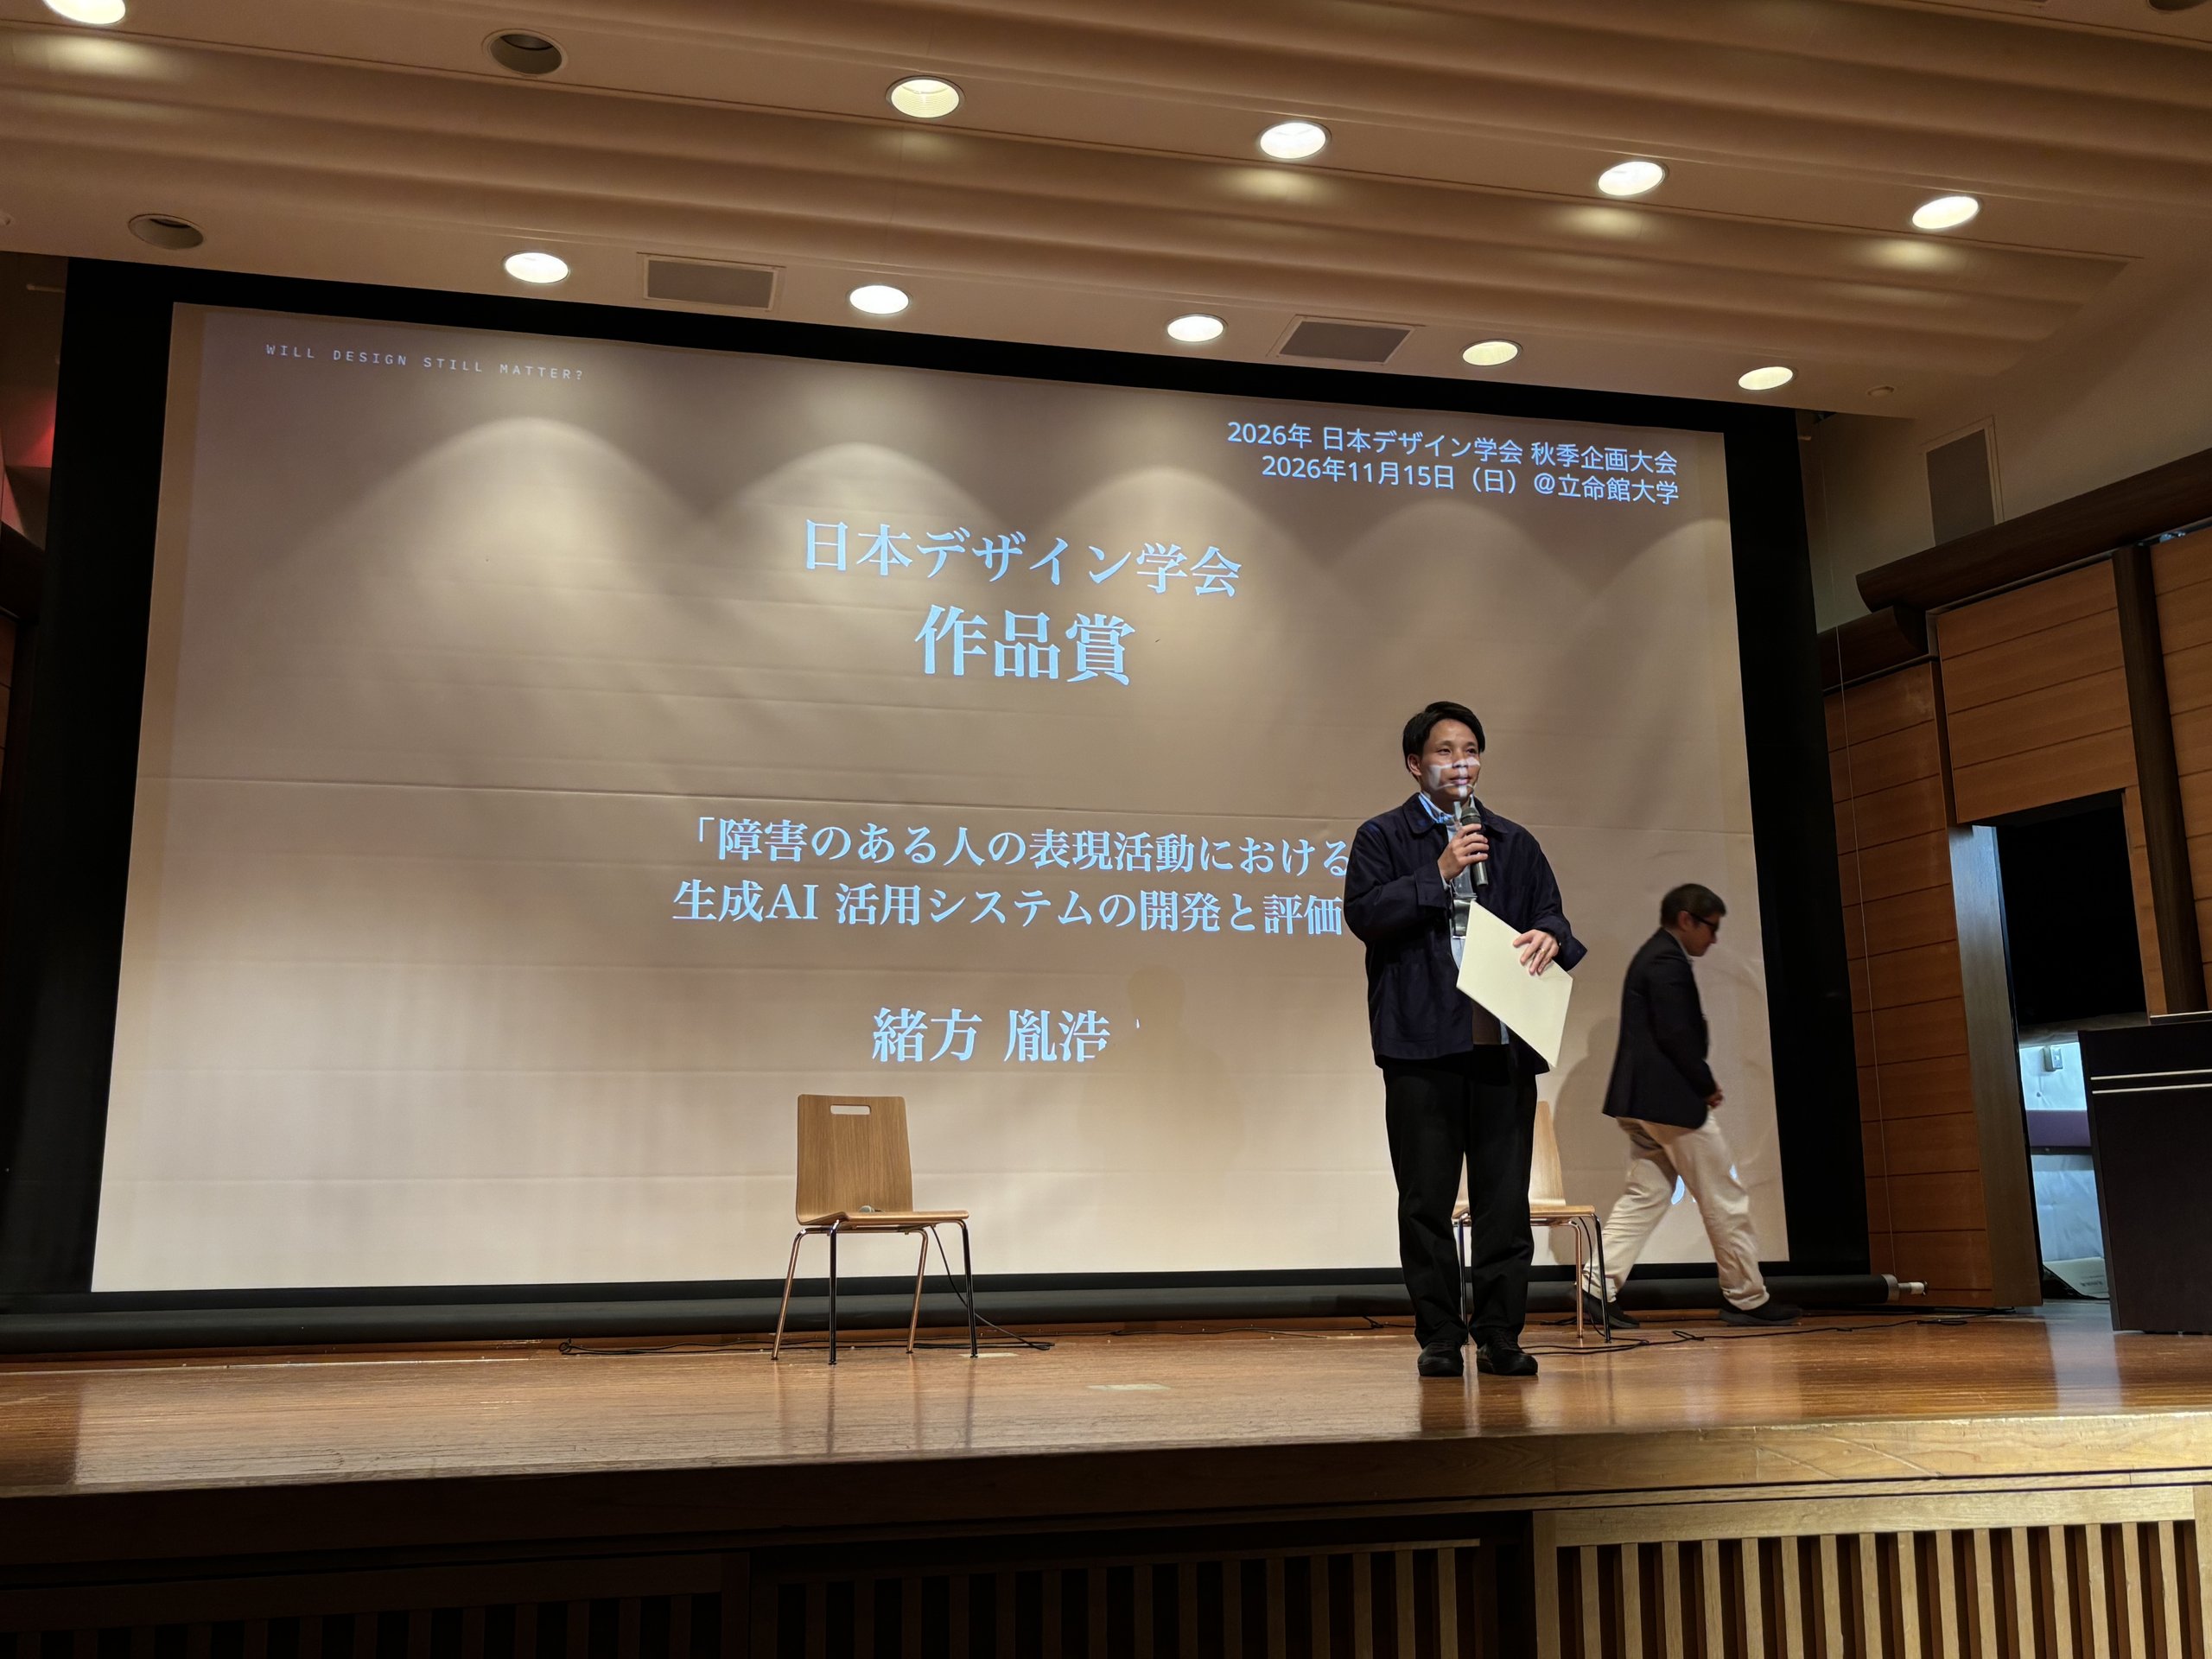 WILL DESIGN STILL MATTER?
2026年 日本デザイン学会 秋季企画大会
2026年11月15日（日）@立命館大学
日本デザイン学会
作品賞
「障害のある人の表現活動における
生成AI 活用システムの開発と評価
緒方 胤浩